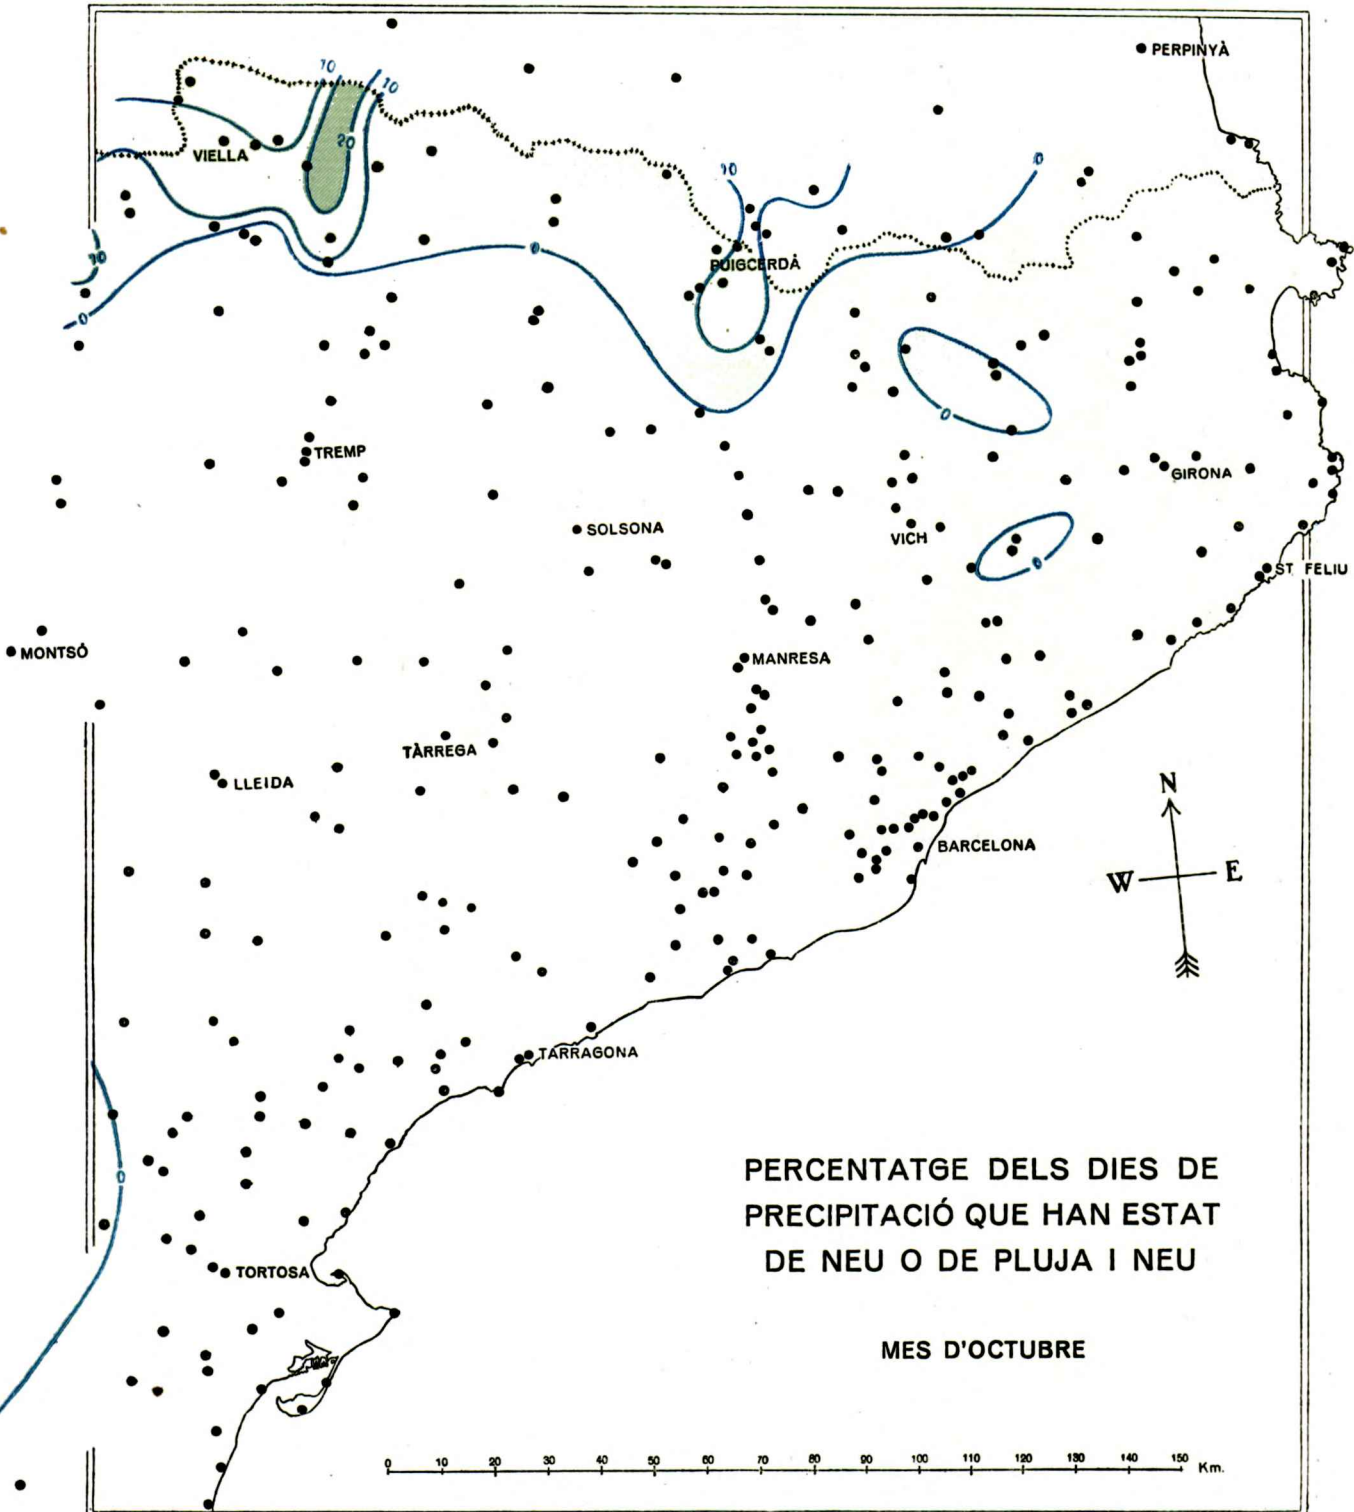 PERPINYÀ
10
10
20
VIELLA
10
0
0
PUIGCERDÀ
10
0
0
TREMP
GIRONA
SOLSONA
VICH
0
ST. FELIU
MONTSÓ
MANRESA
TÀRREGA
LLEIDA
N
BARCELONA
W E
TARRAGONA
0
PERCENTATGE DELS DIES DE
PRECIPITACIÓ QUE HAN ESTAT
DE NEU O DE PLUJA I NEU
TORTOSA
MES D'OCTUBRE
0 10 20 30 40 50 60 70 80 90 100 110 120 130 140 150 Km.